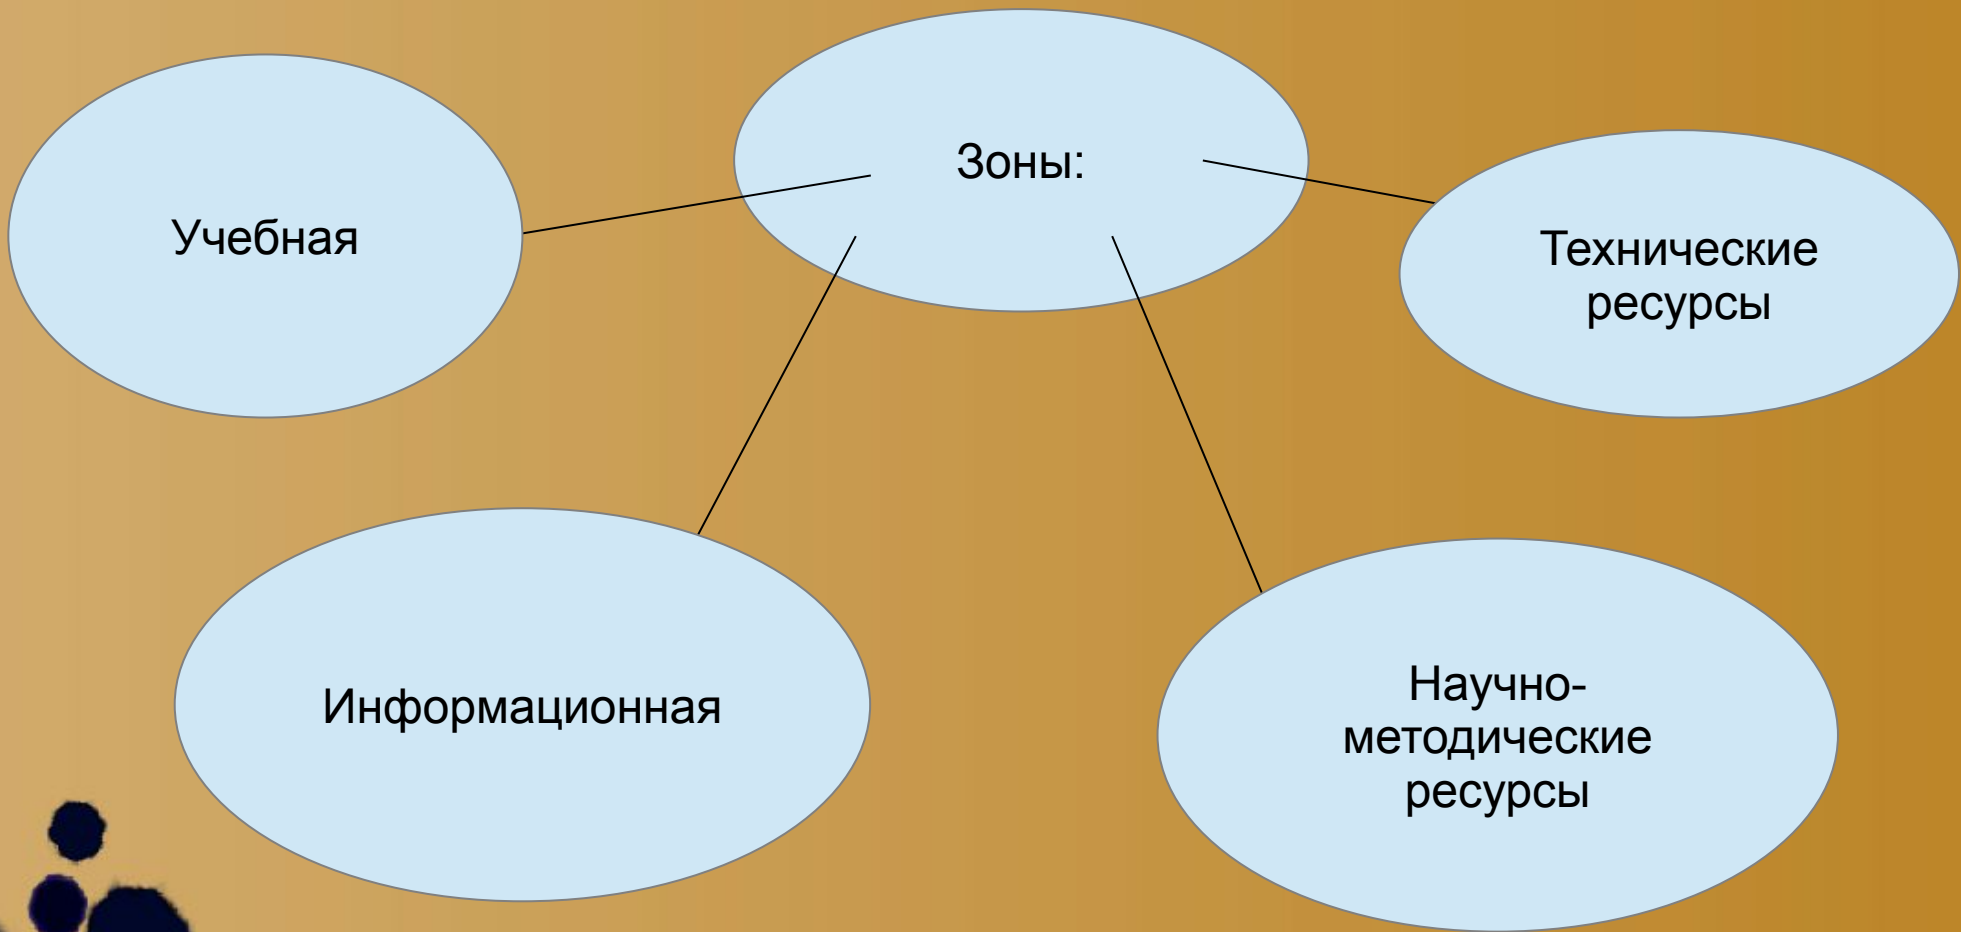 Зоны:
Учебная
Технические
ресурсы
Информационная
Научно-
методические
ресурсы